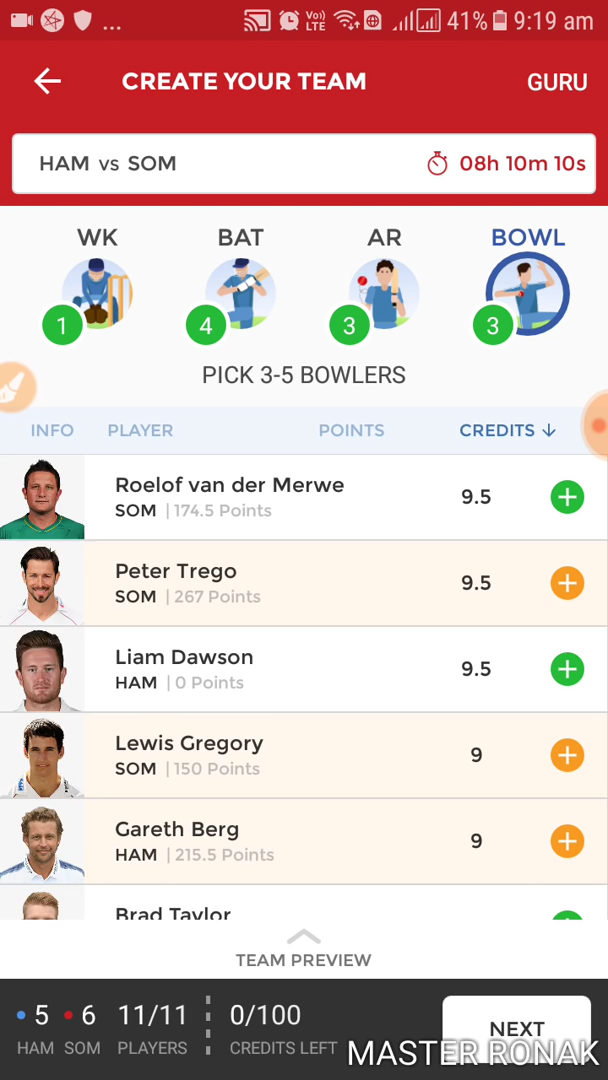 ... Vo) LTE 41% 9:19 am
CREATE YOUR TEAM GURU
HAM vs SOM 08h 10m 10s
WK BAT AR BOWL
1 4 3 3
PICK 3-5 BOWLERS
INFO PLAYER POINTS CREDITS ↓
Roelof van der Merwe
SOM | 174.5 Points 9.5 +
Peter Trego
SOM | 267 Points 9.5 +
Liam Dawson
HAM | 0 Points 9.5 +
Lewis Gregory
SOM | 150 Points 9 +
Gareth Berg
HAM | 215.5 Points 9 +
Brad Taylor
TEAM PREVIEW
5 6 11/11 0/100 NEXT
HAM SOM PLAYERS CREDITS LEFT
MASTER RONAK